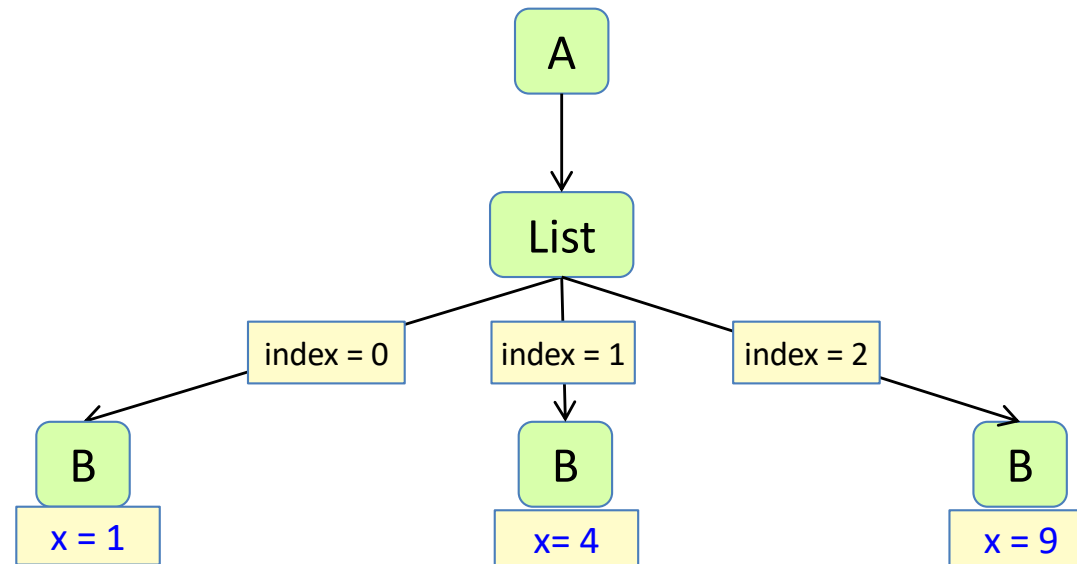 A
List
index = 0
index = 1
index = 2
B
B
B
x = 1
x= 4
x = 9